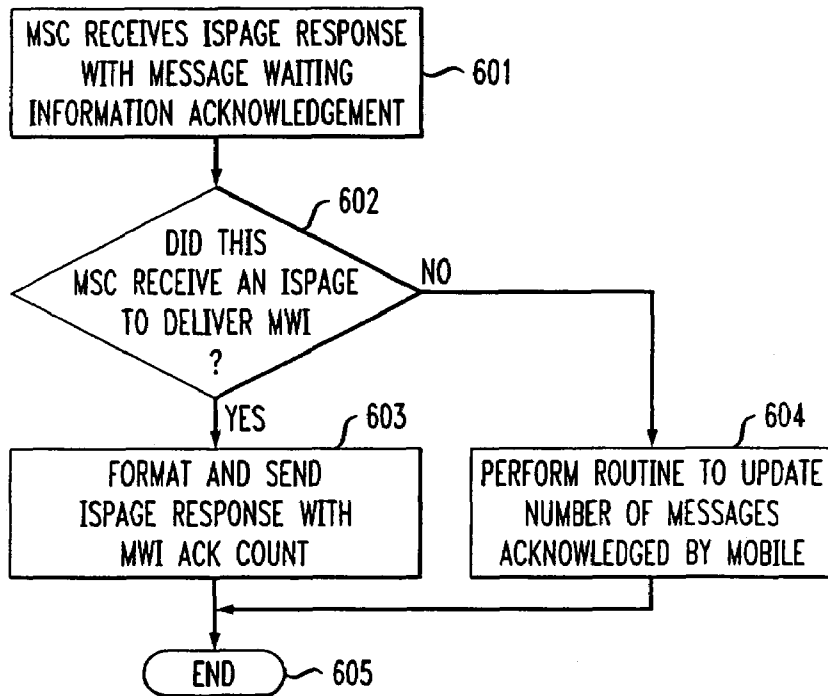 MSC RECEIVES ISPAGE RESPONSE
WITH MESSAGE WAITING
INFORMATION ACKNOWLEDGEMENT
601
602
DID THIS
MSC RECEIVE AN ISPAGE
TO DELIVER MWI
?
NO
YES
603
FORMAT AND SEND
ISPAGE RESPONSE WITH
MWI ACK COUNT
604
PERFORM ROUTINE TO UPDATE
NUMBER OF MESSAGES
ACKNOWLEDGED BY MOBILE
END
605